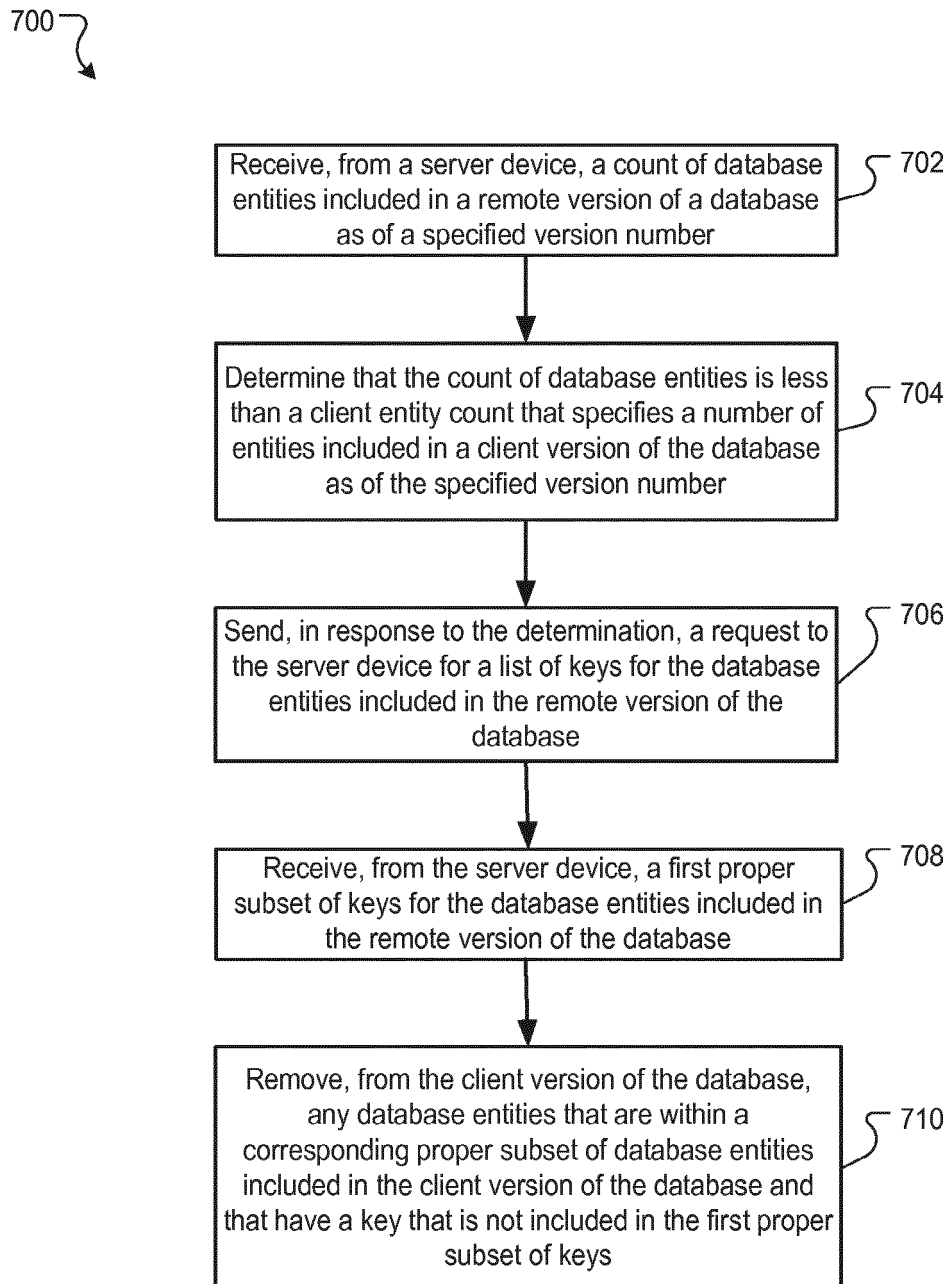 700
Receive, from a server device, a count of database
entities included in a remote version of a database
as of a specified version number
702
Determine that the count of database entities is less
than a client entity count that specifies a number of
entities included in a client version of the database
as of the specified version number
704
Send, in response to the determination, a request to
the server device for a list of keys for the database
entities included in the remote version of the
database
706
Receive, from the server device, a first proper
subset of keys for the database entities included in
the remote version of the database
708
Remove, from the client version of the database,
any database entities that are within a
corresponding proper subset of database entities
included in the client version of the database and
that have a key that is not included in the first proper
subset of keys
710